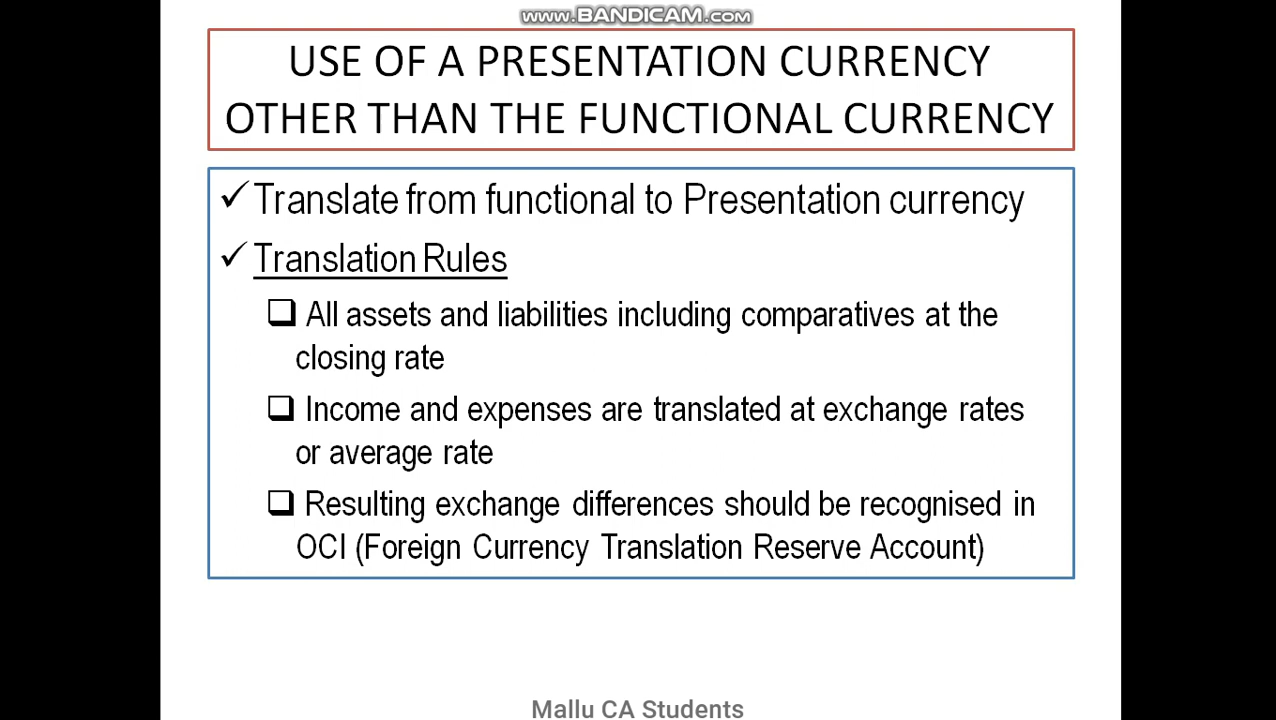 www.BANDICAM.com
USE OF A PRESENTATION CURRENCY
OTHER THAN THE FUNCTIONAL CURRENCY
✓ Translate from functional to Presentation currency
✓ Translation Rules
❑ All assets and liabilities including comparatives at the
closing rate
❑ Income and expenses are translated at exchange rates
or average rate
❑ Resulting exchange differences should be recognised in
OCI (Foreign Currency Translation Reserve Account)
Mallu CA Students